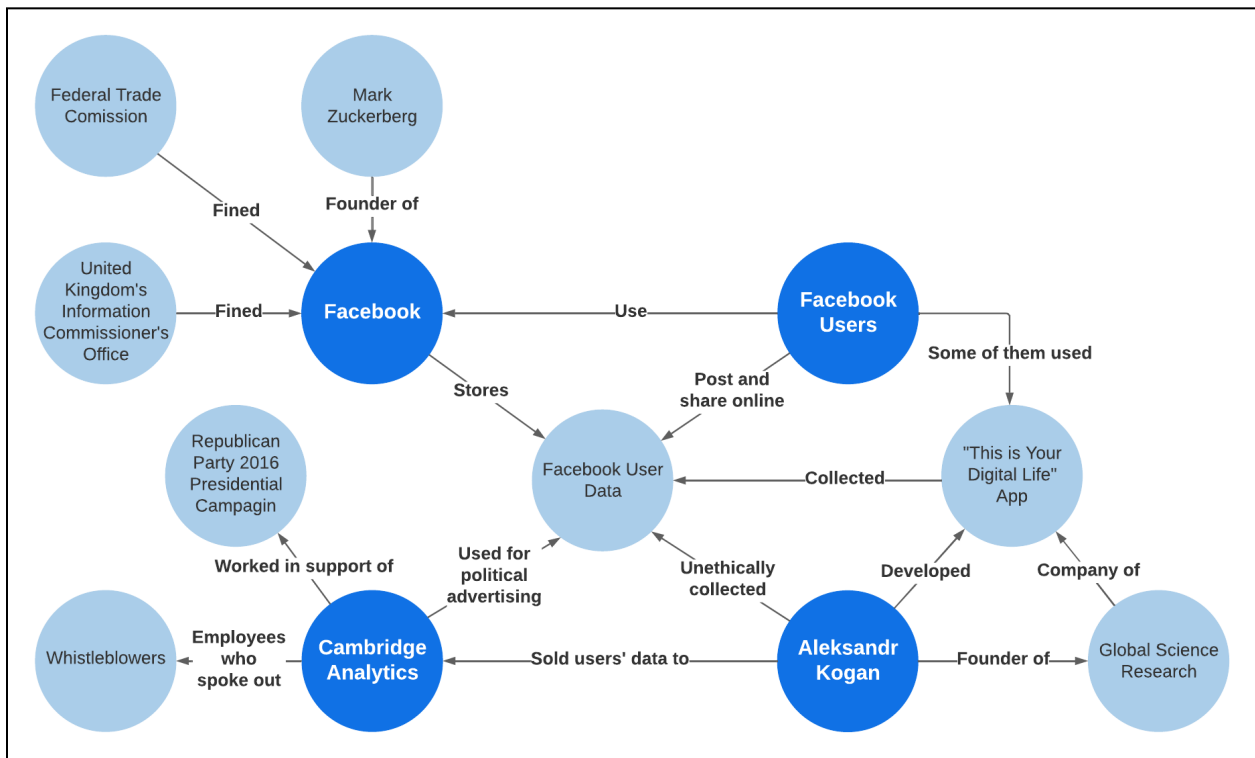 Federal Trade
Comission
Mark
Zuckerberg
Fined
Founder of
United
Kingdom's
Information
Commissioner's
Office
Fined
Facebook
Use
Facebook
Users
Some of them used
Stores
Post and
share online
Republican
Party 2016
Presidential
Campagin
Facebook User
Data
Collected
"This is Your
Digital Life"
App
Worked in support of
Used for
political
advertising
Unethically
collected
Developed
Company of
Whistleblowers
Employees
who
spoke out
Cambridge
Analytics
Sold users' data to
Aleksandr
Kogan
Founder of
Global Science
Research